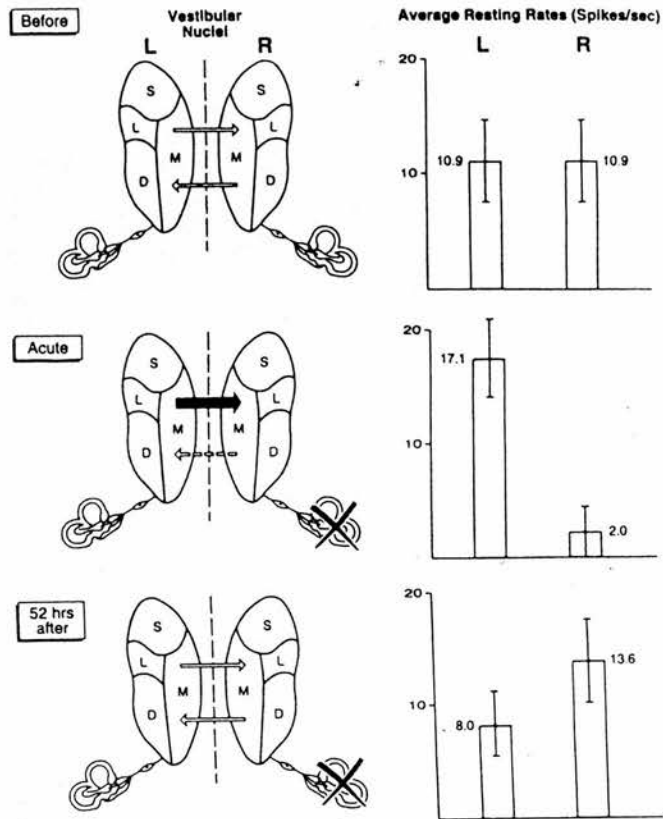 Before
Vestibular
Nuclei
L R
S
L
M
D
S
L
M
D
Average Resting Rates (Spikes/sec)
L R
20
10
10.9
10.9
Acute
S
L
M
D
S
L
M
D
20
10
17.1
2.0
52 hrs
after
S
L
M
D
S
L
M
D
20
10
8.0
13.6